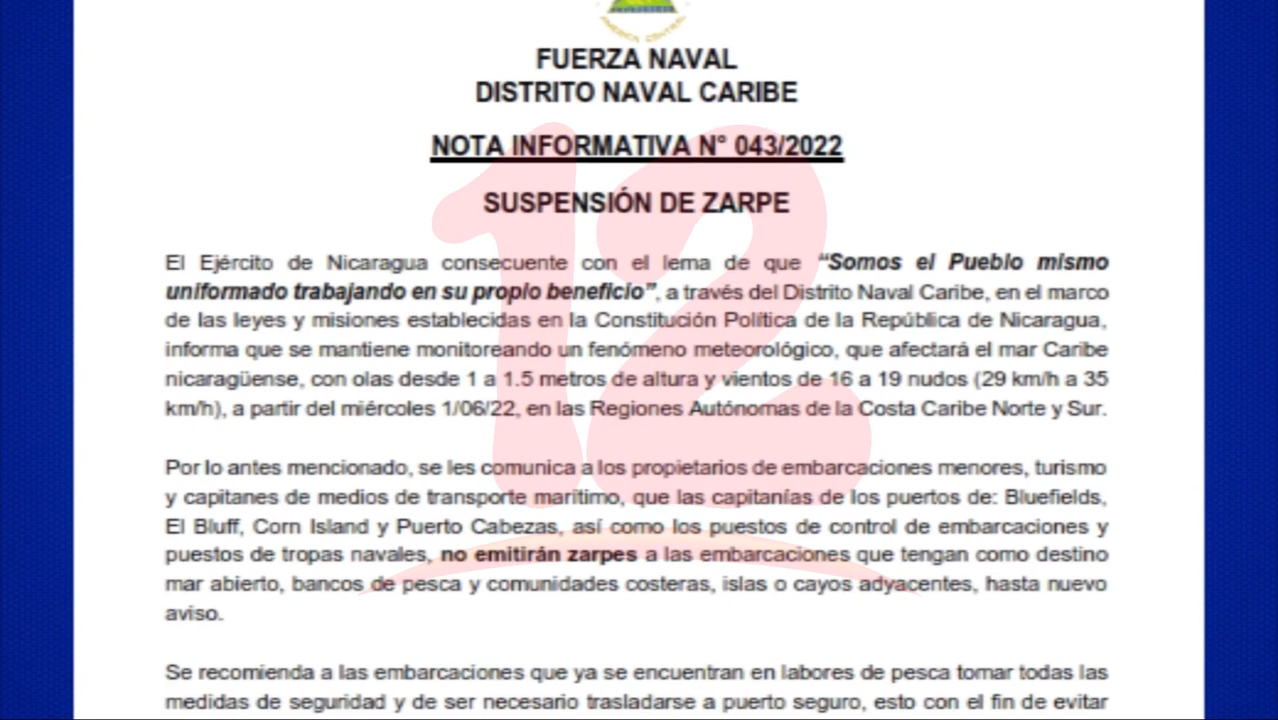 AMERICA CENTRAL
FUERZA NAVAL
DISTRITO NAVAL CARIBE
NOTA INFORMATIVA N° 043/2022
SUSPENSIÓN DE ZARPE
12
El Ejército de Nicaragua consecuente con el lema de que “Somos el Pueblo mismo
uniformado trabajando en su propio beneficio”, a través del Distrito Naval Caribe, en el marco
de las leyes y misiones establecidas en la Constitución Política de la República de Nicaragua,
informa que se mantiene monitoreando un fenómeno meteorológico, que afectará el mar Caribe
nicaragüense, con olas desde 1 a 1.5 metros de altura y vientos de 16 a 19 nudos (29 km/h a 35
km/h), a partir del miércoles 1/06/22, en las Regiones Autónomas de la Costa Caribe Norte y Sur.
Por lo antes mencionado, se les comunica a los propietarios de embarcaciones menores, turismo
y capitanes de medios de transporte marítimo, que las capitanías de los puertos de: Bluefields,
El Bluff, Corn Island y Puerto Cabezas, así como los puestos de control de embarcaciones y
puestos de tropas navales, no emitirán zarpes a las embarcaciones que tengan como destino
mar abierto, bancos de pesca y comunidades costeras, islas o cayos adyacentes, hasta nuevo
aviso.
Se recomienda a las embarcaciones que ya se encuentran en labores de pesca tomar todas las
medidas de seguridad y de ser necesario trasladarse a puerto seguro, esto con el fin de evitar